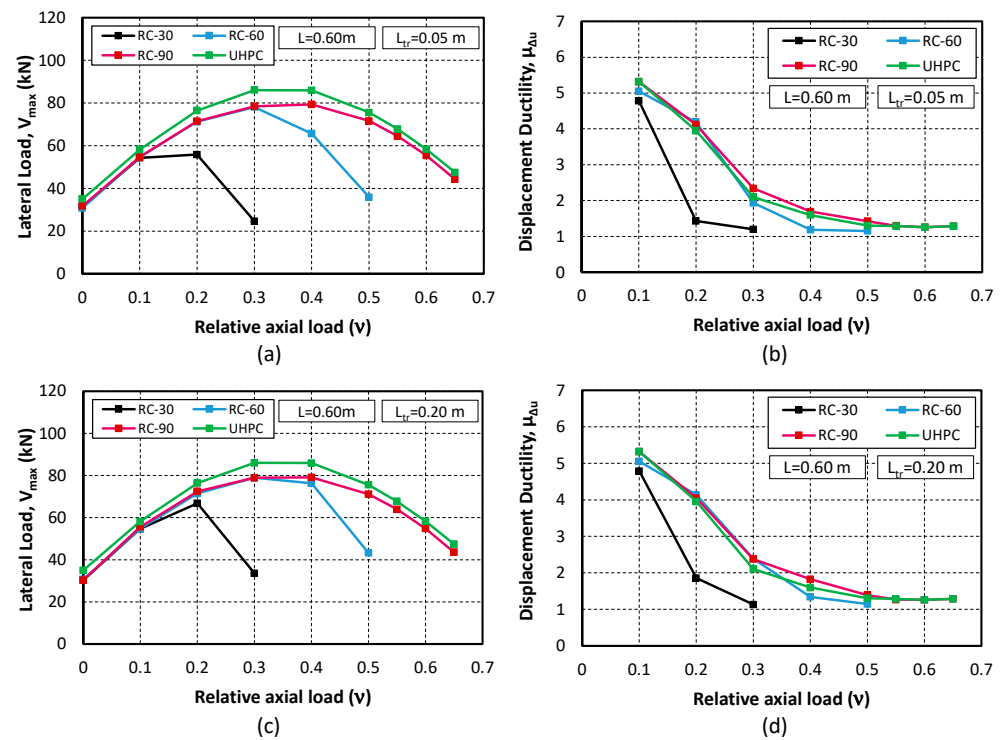 RC-30 RC-60
RC-90 UHPC
L=0.60m L_tr=0.05 m
120
100
80
60
40
20
0
0 0.1 0.2 0.3 0.4 0.5 0.6 0.7
Lateral Load, V_max (kN)
Relative axial load (ν)
(a)
RC-30 RC-60
RC-90 UHPC
L=0.60 m L_tr=0.05 m
7
6
5
4
3
2
1
0
0 0.1 0.2 0.3 0.4 0.5 0.6 0.7
Displacement Ductility, μ_Δu
Relative axial load (ν)
(b)
RC-30 RC-60
RC-90 UHPC
L=0.60m L_tr=0.20 m
120
100
80
60
40
20
0
0 0.1 0.2 0.3 0.4 0.5 0.6 0.7
Lateral Load, V_max (kN)
Relative axial load (ν)
(c)
RC-30 RC-60
RC-90 UHPC
L=0.60 m L_tr=0.20 m
7
6
5
4
3
2
1
0
0 0.1 0.2 0.3 0.4 0.5 0.6 0.7
Displacement Ductility, μ_Δu
Relative axial load (ν)
(d)